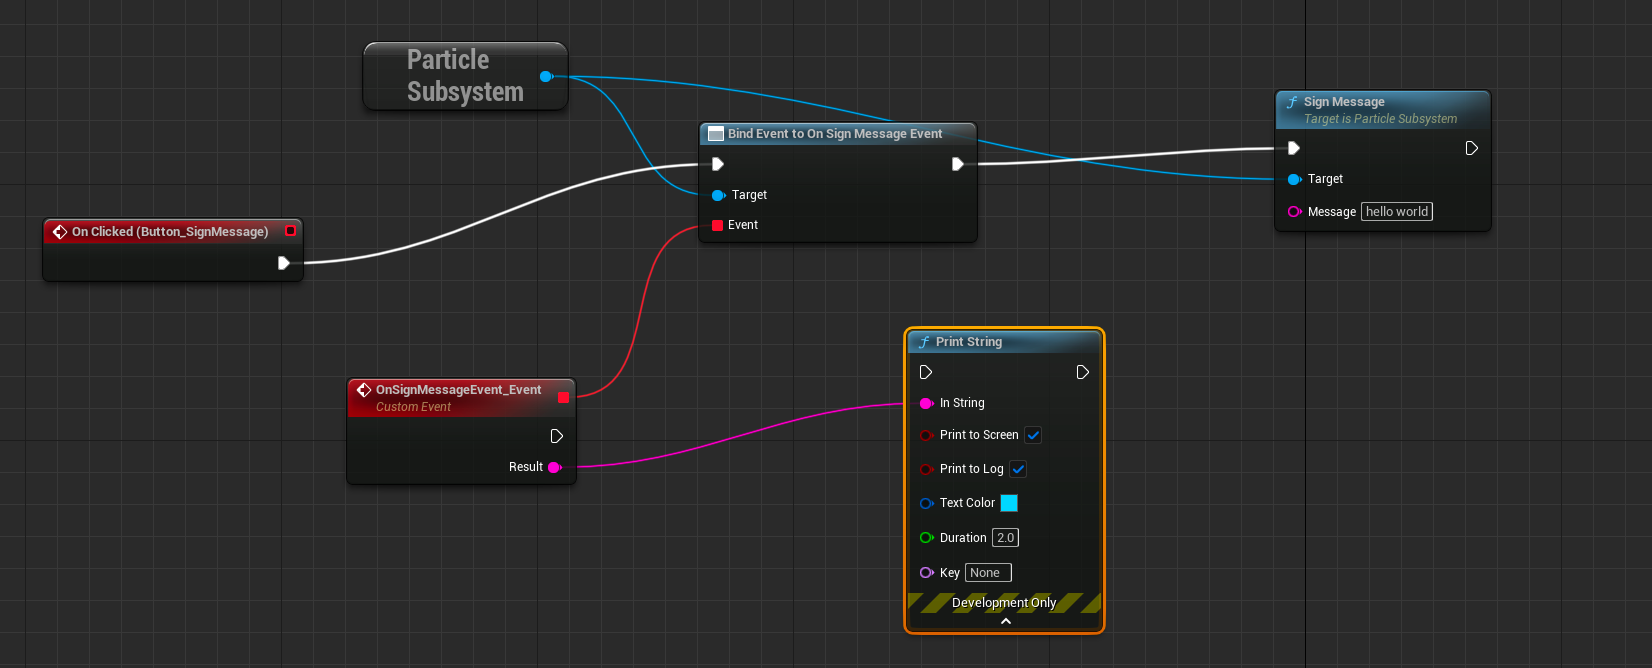 Particle
Subsystem
Sign Message
Target is Particle Subsystem
Target
Message hello world
Bind Event to On Sign Message Event
Target
Event
On Clicked (Button_SignMessage)
OnSignMessageEvent_Event
Custom Event
Result
Print String
In String
Print to Screen
Print to Log
Text Color
Duration 2.0
Key None
Development Only